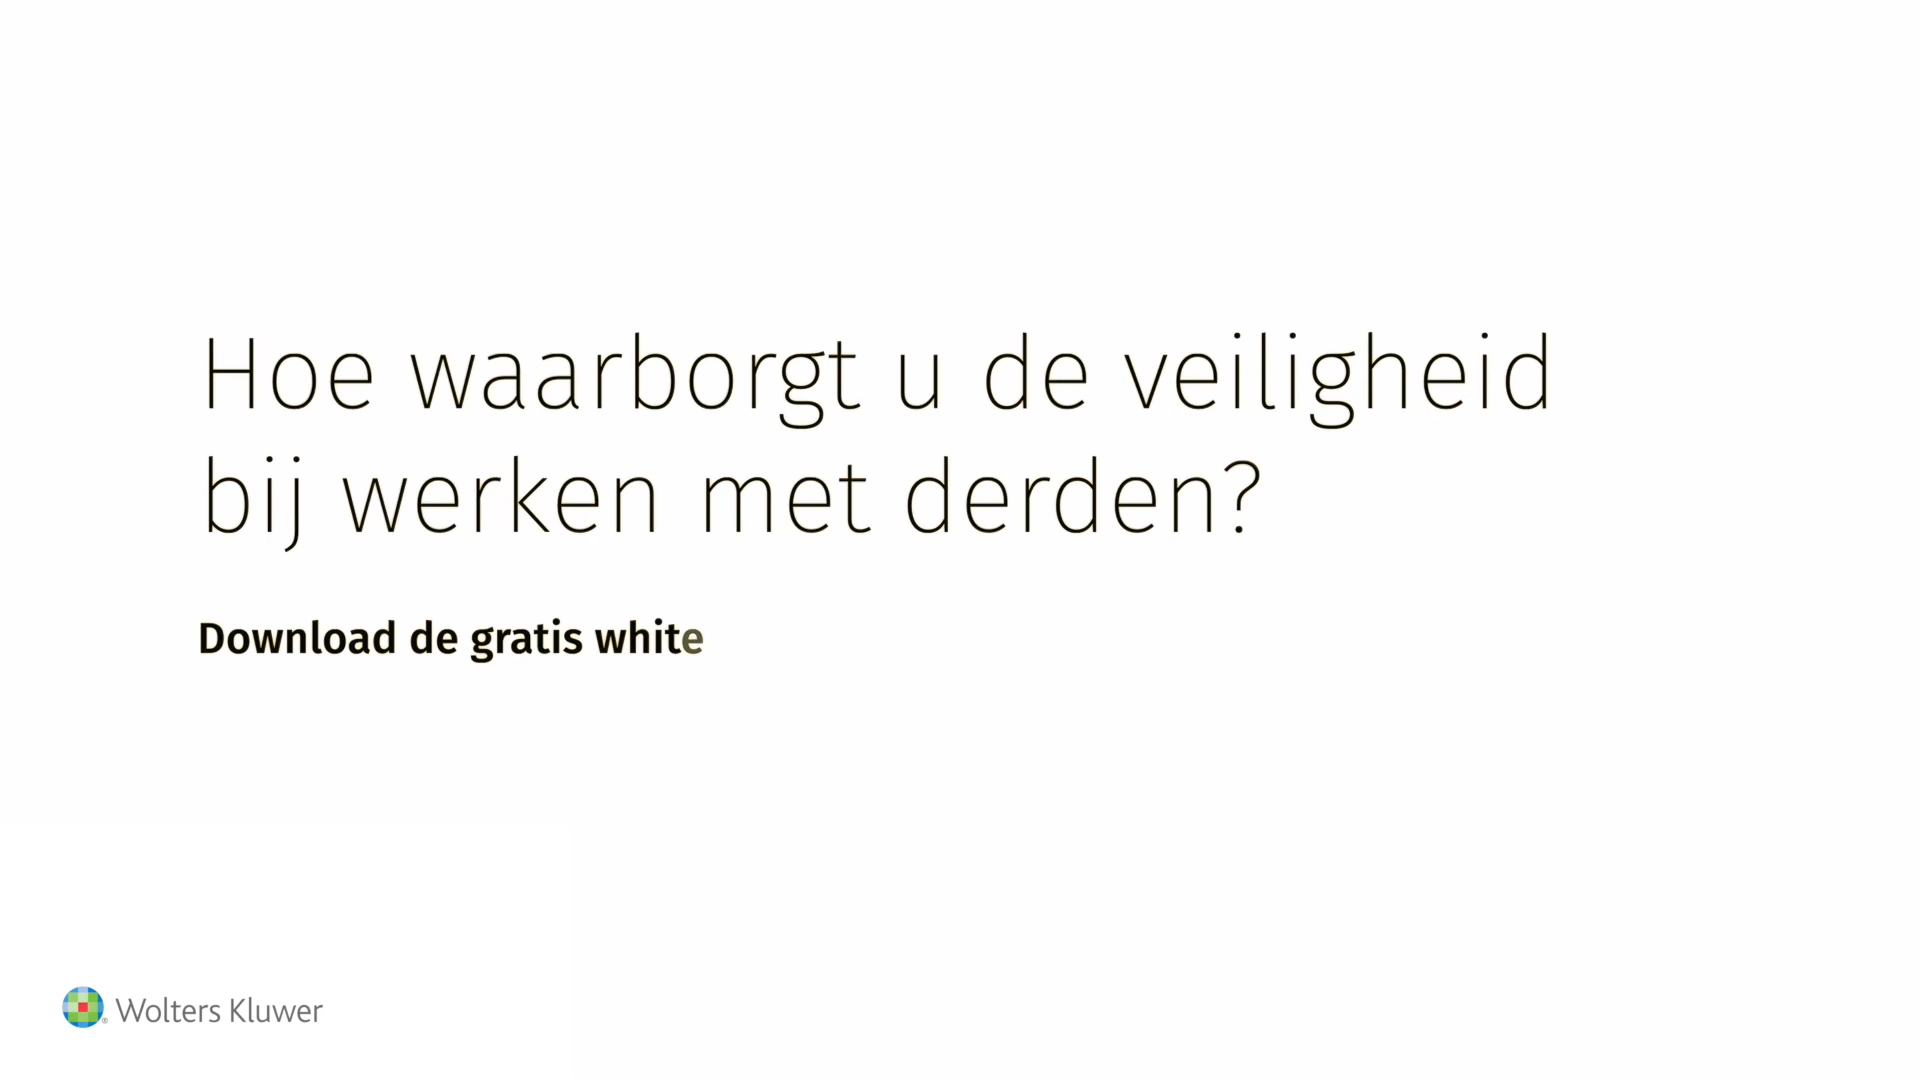 Hoe waarborgt u de veiligheid
bij werken met derden?
Download de gratis white
Wolters Kluwer